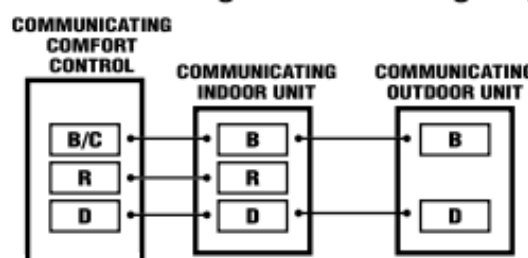 COMMUNICATING
COMFORT
CONTROL
COMMUNICATING
INDOOR UNIT
COMMUNICATING
OUTDOOR UNIT
B/C
B
B
R
R
D
D
D